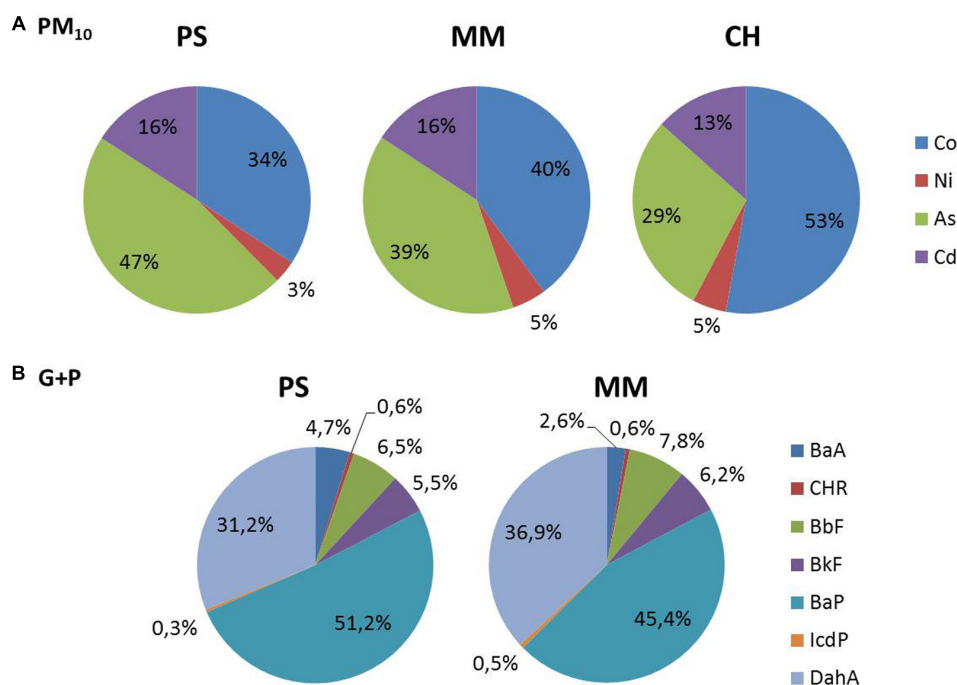 A PM10
PS MM CH
16% 34% 47% 3%
16% 40% 39% 5%
13% 53% 29% 5%
Co
Ni
As
Cd
B G+P
PS MM
4,7% 0,6% 6,5% 5,5% 31,2% 51,2% 0,3%
2,6% 0,6% 7,8% 6,2% 36,9% 45,4% 0,5%
BaA
CHR
BbF
BkF
BaP
IcdP
DahA